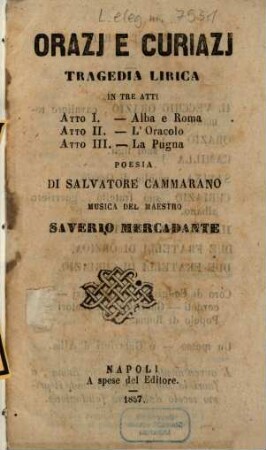 L.eleg.m. 7551
ORAZJ E CURIAZJ
TRAGEDIA LIRICA
IN TRE ATTI
ATTO I. — Alba e Roma
ATTO II. — L'Oracolo
ATTO III. — La Pugna
POESIA
DI SALVATORE CAMMARANO
MUSICA DEL MAESTRO
SAVERIO MERCADANTE
NAPOLI
A spese del Editore.
1857.